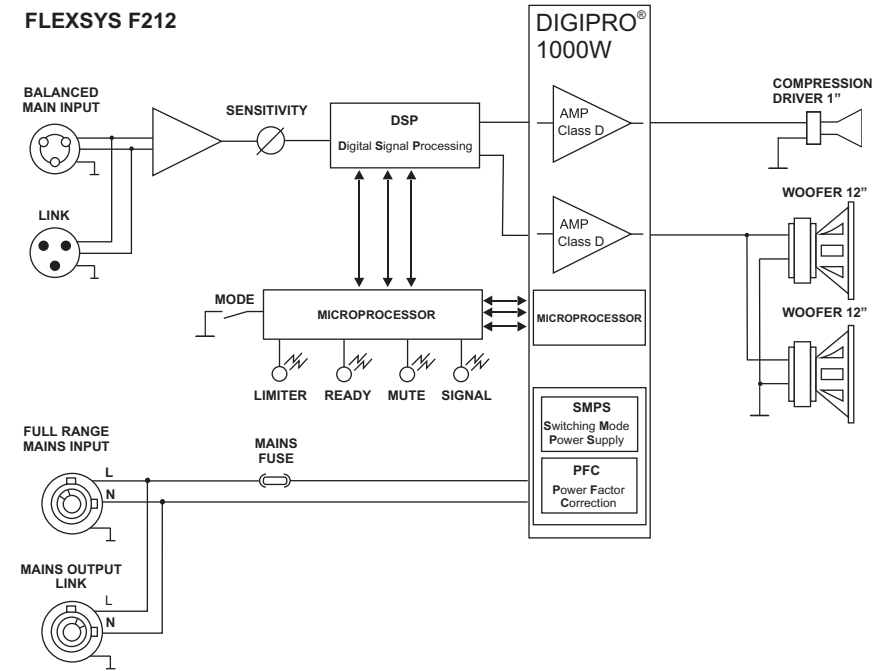 FLEXSYS F212
DIGIPRO®
1000W
BALANCED
MAIN INPUT
SENSITIVITY
DSP
Digital Signal Processing
AMP
Class D
COMPRESSION
DRIVER 1”
LINK
AMP
Class D
WOOFER 12”
MODE
MICROPROCESSOR
MICROPROCESSOR
WOOFER 12”
LIMITER
READY
MUTE
SIGNAL
SMPS
Switching Mode
Power Supply
FULL RANGE
MAINS INPUT
L
N
MAINS
FUSE
PFC
Power Factor
Correction
MAINS OUTPUT
LINK
L
N